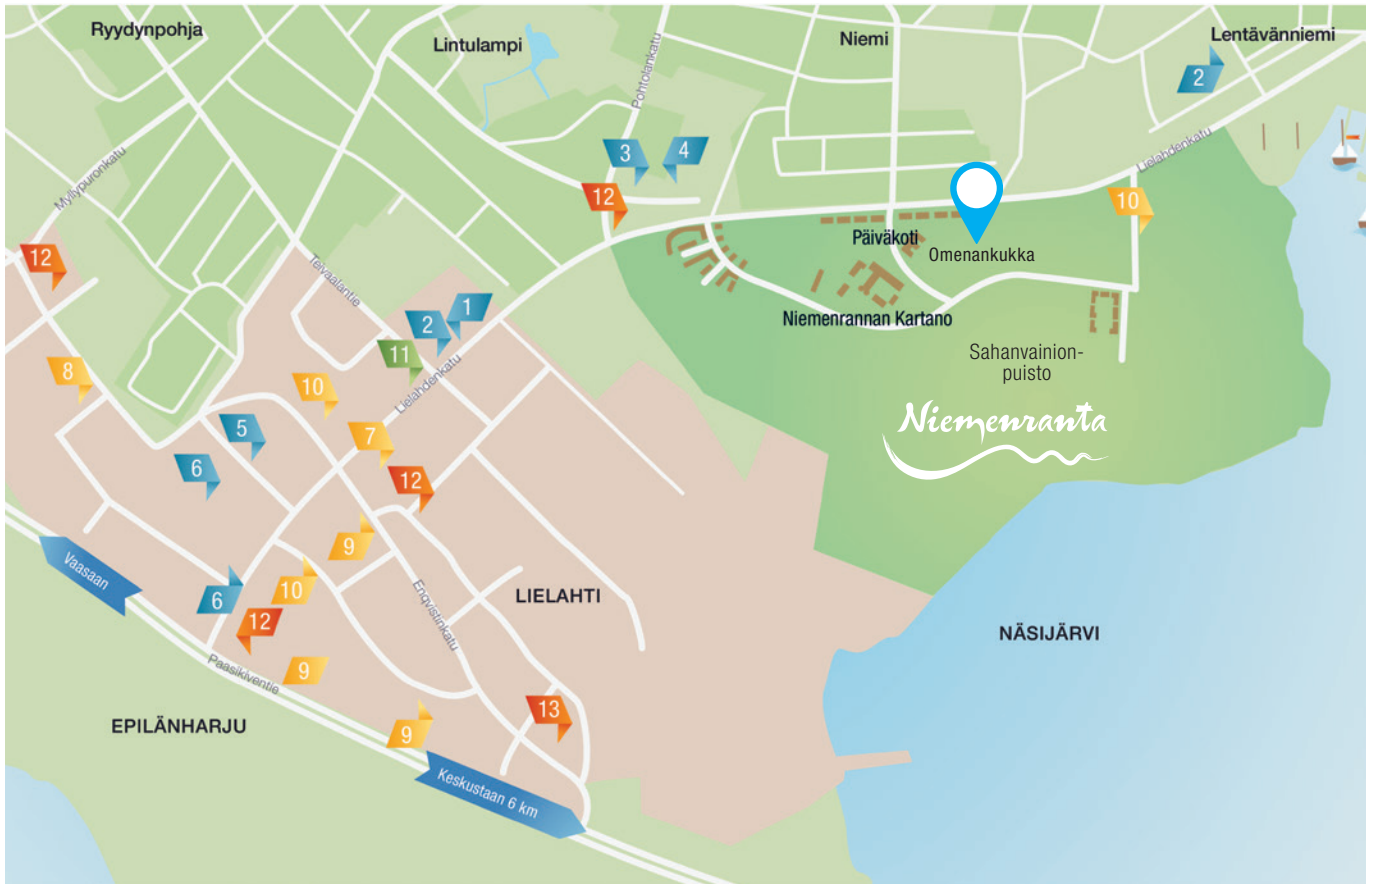 Ryydynpohja
Lintulampi
Pohtolankatu
Niemi
Lentävänniemi
2
Myllypuronkatu
3
4
Lielahdenkatu
12
10
12
Teivaalantie
Päiväkoti
Omenankukka
Niemenrannan Kartano
1
2
11
Lielahdenkatu
Sahanvainion-
puisto
8
10
Niemenranta
5
7
6
12
9
Vaasaan
10
6
12
Enqvistinkatu
LIELAHTI
NÄSIJÄRVI
Paasikiventie
9
13
EPILÄNHARJU
9
Keskustaan 6 km